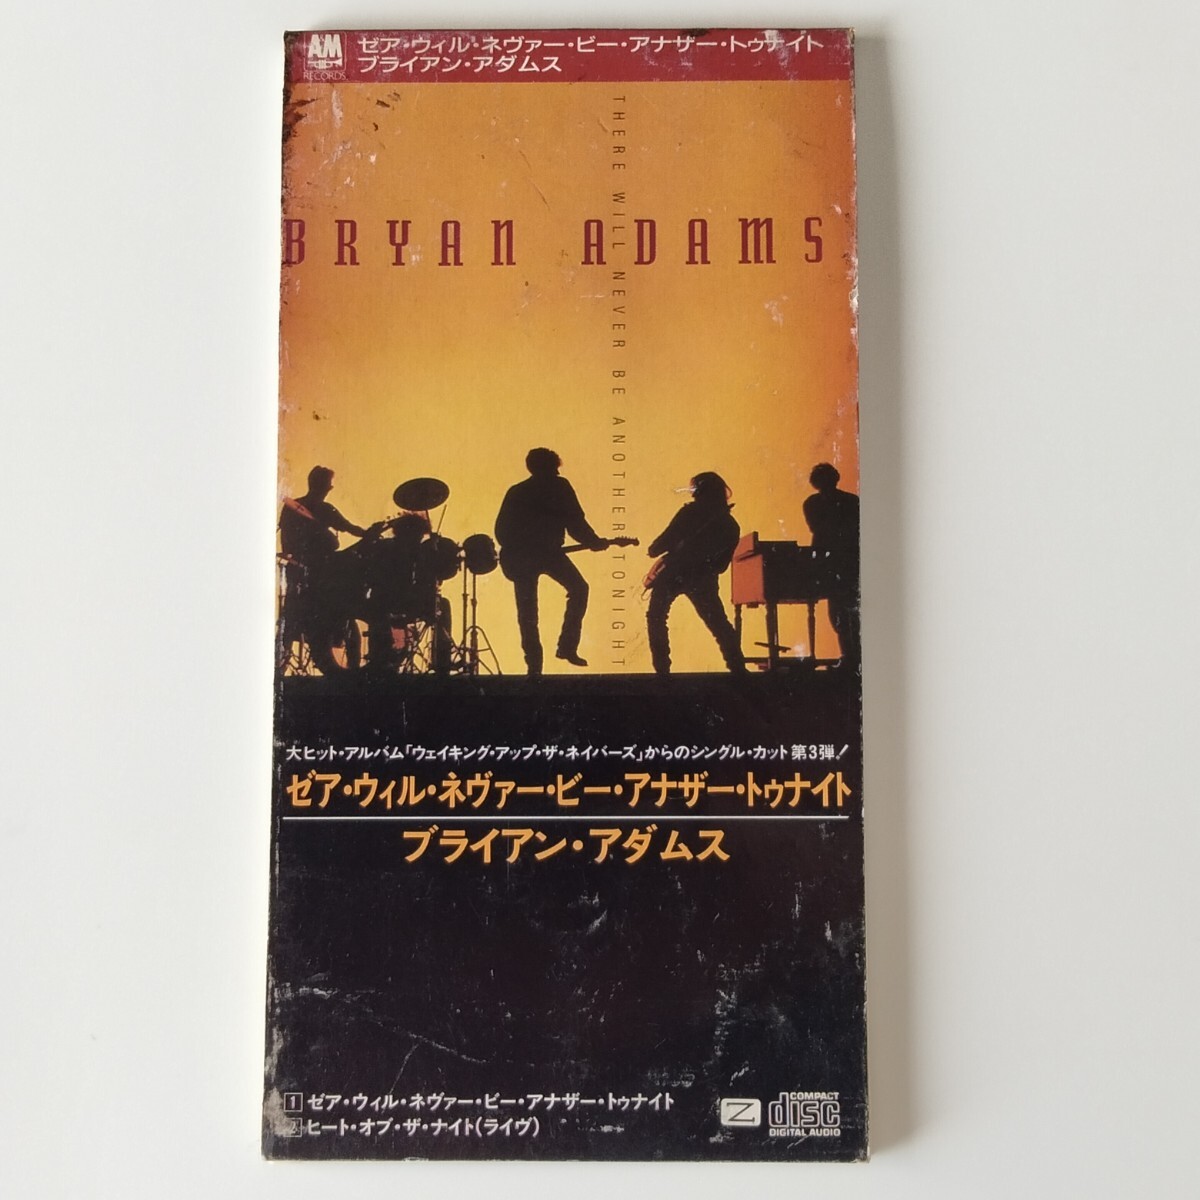 A&M
RECORDS
ゼア・ウィル・ネヴァー・ビー・アナザー・トゥナイト
ブライアン・アダムス
BRYAN ADAMS
THERE WILL NEVER BE ANOTHER TONIGHT
大ヒット・アルバム「ウェイキング・アップ・ザ・ネイバーズ」からのシングル・カット第3弾!
ゼア・ウィル・ネヴァー・ビー・アナザー・トゥナイト
ブライアン・アダムス
1 ゼア・ウィル・ネヴァー・ビー・アナザー・トゥナイト
2 ヒート・オブ・ザ・ナイト(ライヴ)
Z
COMPACT
disc
DIGITAL AUDIO